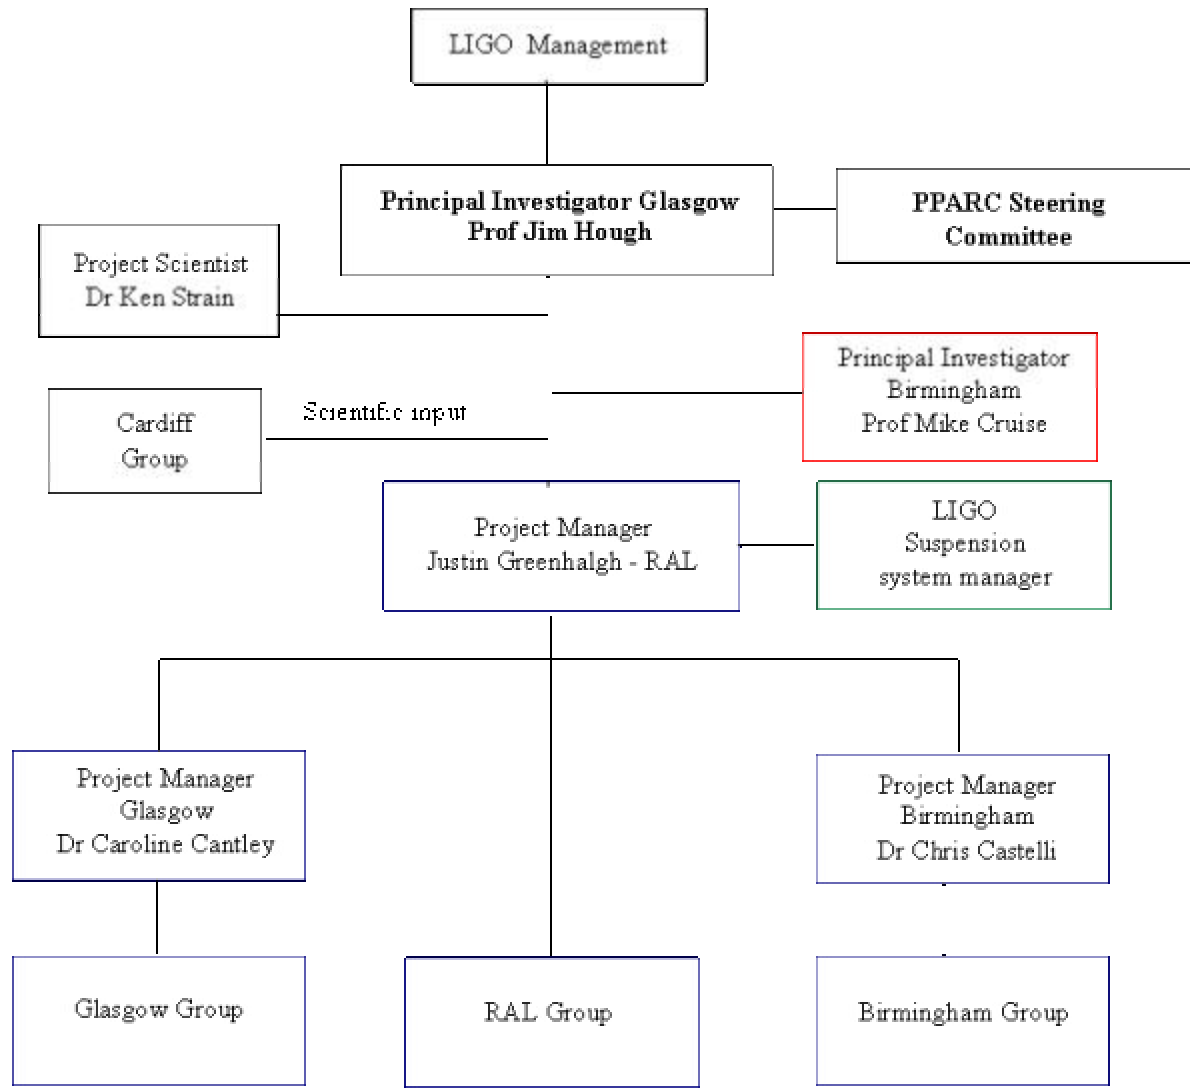 LIGO Management
Principal Investigator Glasgow
Prof Jim Hough
PPARC Steering
Committee
Project Scientist
Dr Ken Strain
Principal Investigator
Birmingham
Prof Mike Cruise
Cardiff
Group
Scientific input
Project Manager
Justin Greenhalgh - RAL
LIGO
Suspension
system manager
Project Manager
Glasgow
Dr Caroline Cantley
Project Manager
Birmingham
Dr Chris Castelli
Glasgow Group
RAL Group
Birmingham Group